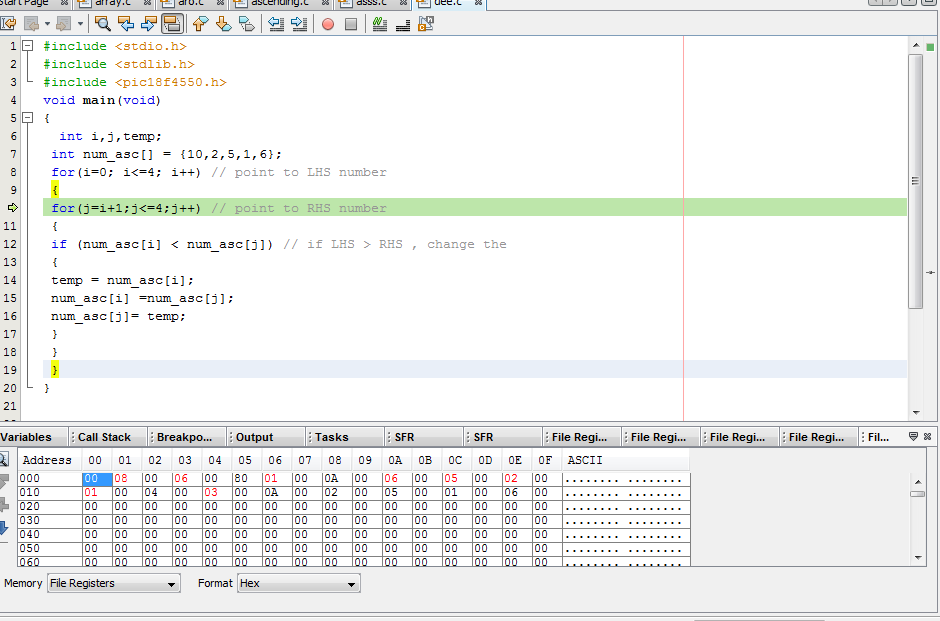 Start Page array.c aro.c ascending.c asss.c dee.c
1 #include <stdio.h>
2 #include <stdlib.h>
3 #include <pic18f4550.h>
4 void main(void)
5 {
6 int i,j,temp;
7 int num_asc[] = {10,2,5,1,6};
8 for(i=0; i<=4; i++) // point to LHS number
9 {
for(j=i+1;j<=4;j++) // point to RHS number
11 {
12 if (num_asc[i] < num_asc[j]) // if LHS > RHS , change the
13 {
14 temp = num_asc[i];
15 num_asc[i] =num_asc[j];
16 num_asc[j]= temp;
17 }
18 }
19 }
20 }
21
Variables Call Stack Breakpo... Output Tasks SFR SFR File Regi... File Regi... File Regi... File Regi... Fil...
Address 00 01 02 03 04 05 06 07 08 09 0A 0B 0C 0D 0E 0F ASCII
000 00 08 00 06 00 80 01 00 0A 00 06 00 05 00 02 00 ........ ........
010 01 00 04 00 03 00 0A 00 02 00 05 00 01 00 06 00 ........ ........
020 00 00 00 00 00 00 00 00 00 00 00 00 00 00 00 00 ........ ........
030 00 00 00 00 00 00 00 00 00 00 00 00 00 00 00 00 ........ ........
040 00 00 00 00 00 00 00 00 00 00 00 00 00 00 00 00 ........ ........
050 00 00 00 00 00 00 00 00 00 00 00 00 00 00 00 00 ........ ........
060 00 00 00 00 00 00 00 00 00 00 00 00 00 00 00 00 ........ ........
Memory File Registers Format Hex